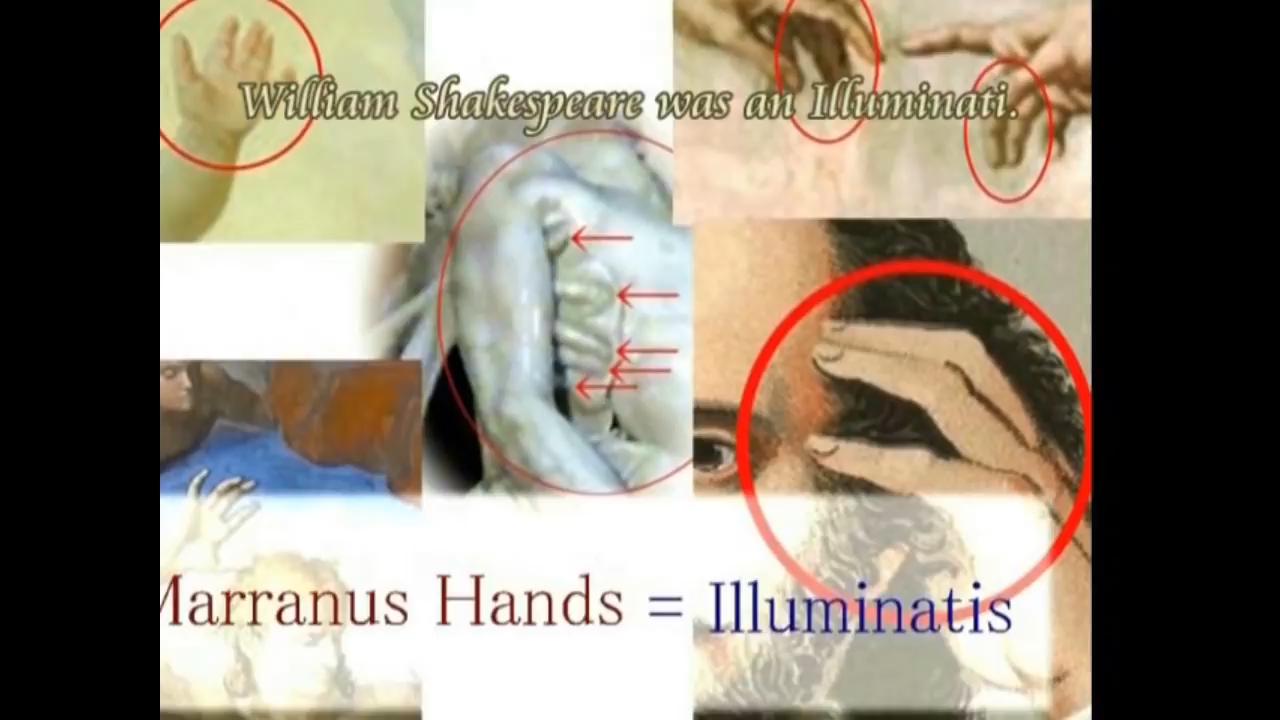 William Shakespeare was an Illuminati.
Marranus Hands = Illuminatis